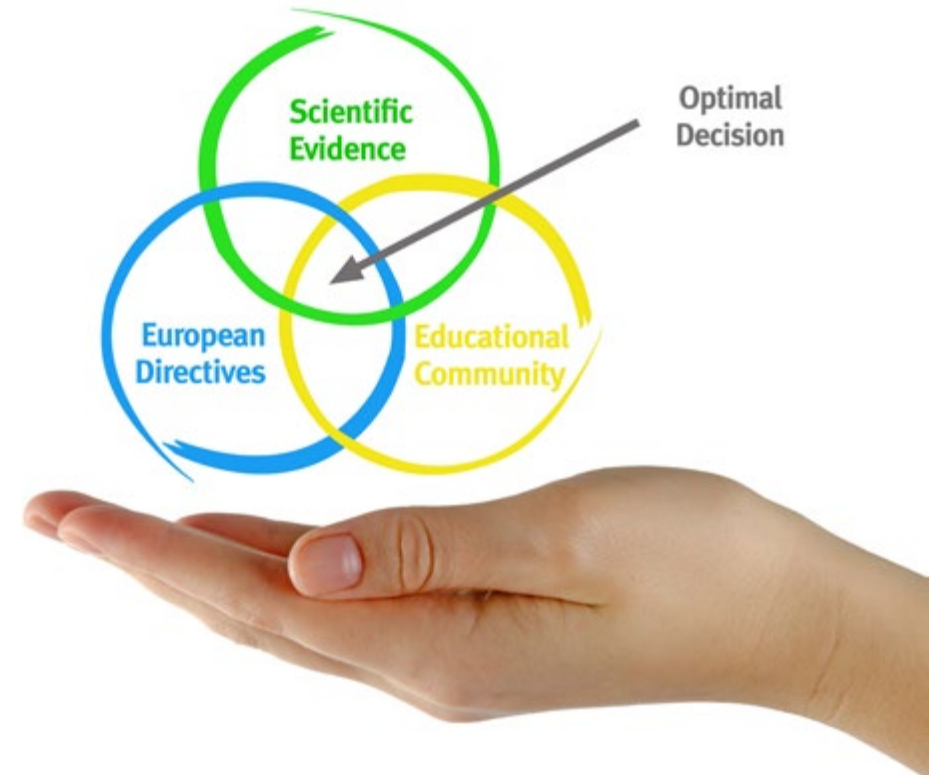 Scientific
Evidence
Optimal
Decision
European
Directives
Educational
Community